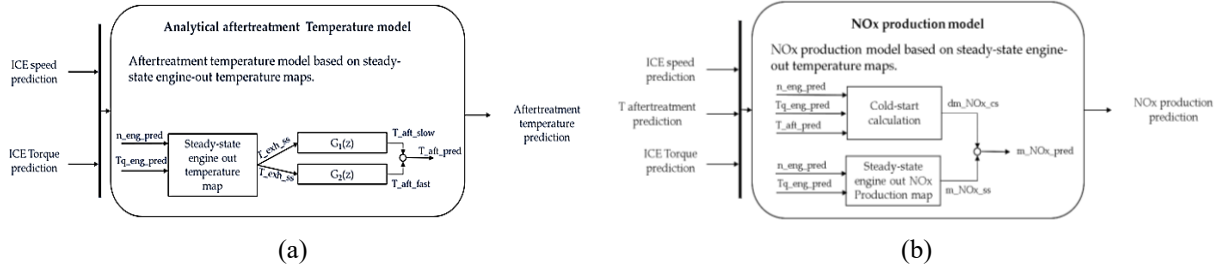 Analytical aftertreatment Temperature model
Aftertreatment temperature model based on steady-
state engine-out temperature maps.
ICE speed
prediction
ICE Torque
prediction
n_eng_pred
Tq_eng_pred
Steady-state
engine out
temperature
map
T_exh_ss
T_exh_ss
G₁(z)
G₂(z)
T_aft_slow
T_aft_pred
T_aft_fast
Aftertreatment
temperature
prediction
(a)
NOx production model
NOx production model based on steady-state engine-
out temperature maps.
ICE speed
prediction
T aftertreatment
prediction
ICE Torque
prediction
n_eng_pred
Tq_eng_pred
T_aft_pred
Cold-start
calculation
dm_NOx_cs
n_eng_pred
Tq_eng_pred
Steady-state
engine out NOx
Production map
m_NOx_ss
m_NOx_pred
NOx production
prediction
(b)